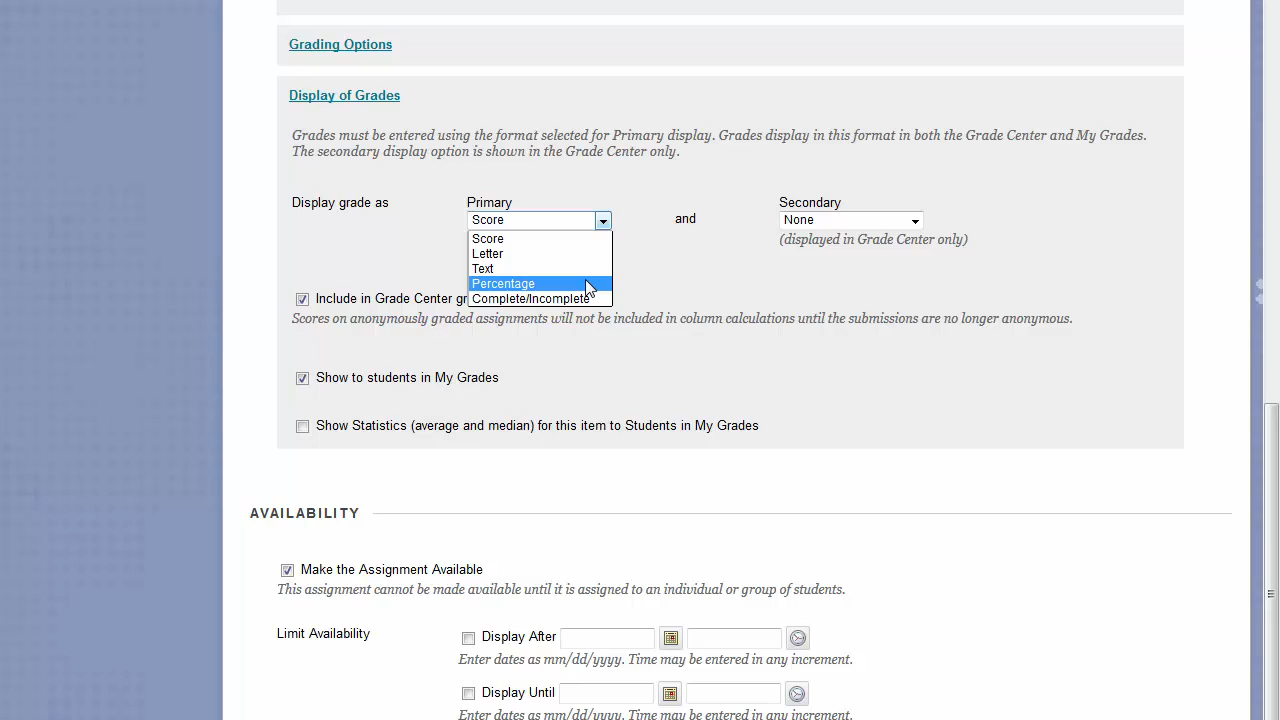 Grading Options
Display of Grades
Grades must be entered using the format selected for Primary display. Grades display in this format in both the Grade Center and My Grades.
The secondary display option is shown in the Grade Center only.
Display grade as
Primary
Score
and
Secondary
None
(displayed in Grade Center only)
Score
Letter
Text
Percentage
Complete/Incomplete
Include in Grade Center gr
Scores on anonymously graded assignments will not be included in column calculations until the submissions are no longer anonymous.
Show to students in My Grades
Show Statistics (average and median) for this item to Students in My Grades
AVAILABILITY
Make the Assignment Available
This assignment cannot be made available until it is assigned to an individual or group of students.
Limit Availability
Display After
Enter dates as mm/dd/yyyy. Time may be entered in any increment.
Display Until
Enter dates as mm/dd/yyyy. Time may be entered in any increment.